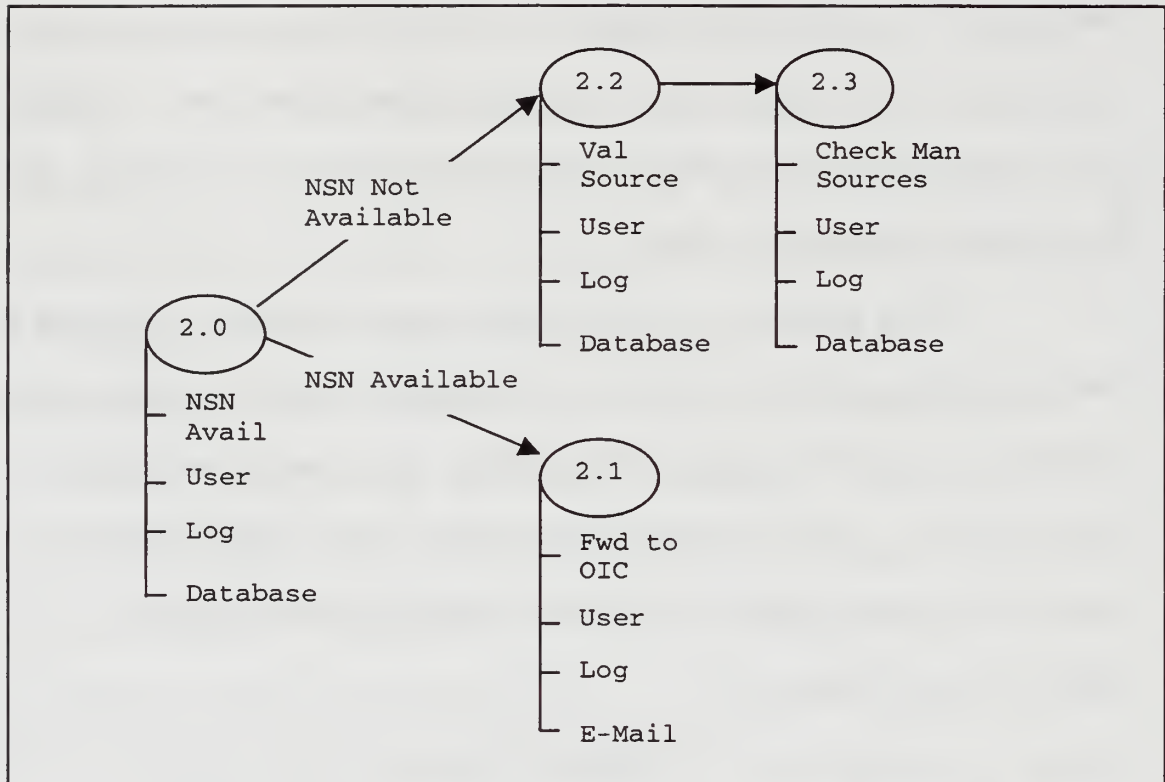 2.2
2.3
Val
Source
User
Log
Database
Check Man
Sources
User
Log
Database
NSN Not
Available
2.0
NSN Available
NSN
Avail
User
Log
Database
2.1
Fwd to
OIC
User
Log
E-Mail